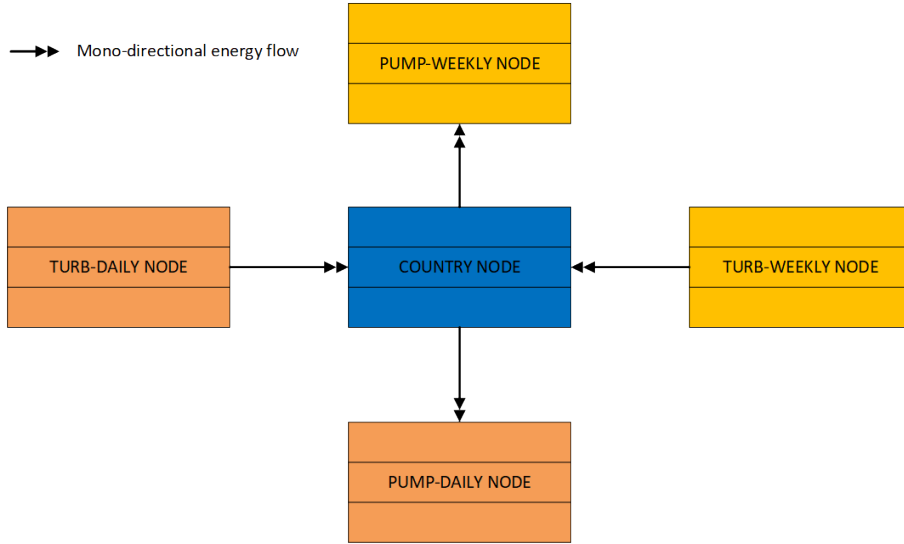 Mono-directional energy flow
PUMP-WEEKLY NODE
TURB-DAILY NODE
COUNTRY NODE
TURB-WEEKLY NODE
PUMP-DAILY NODE